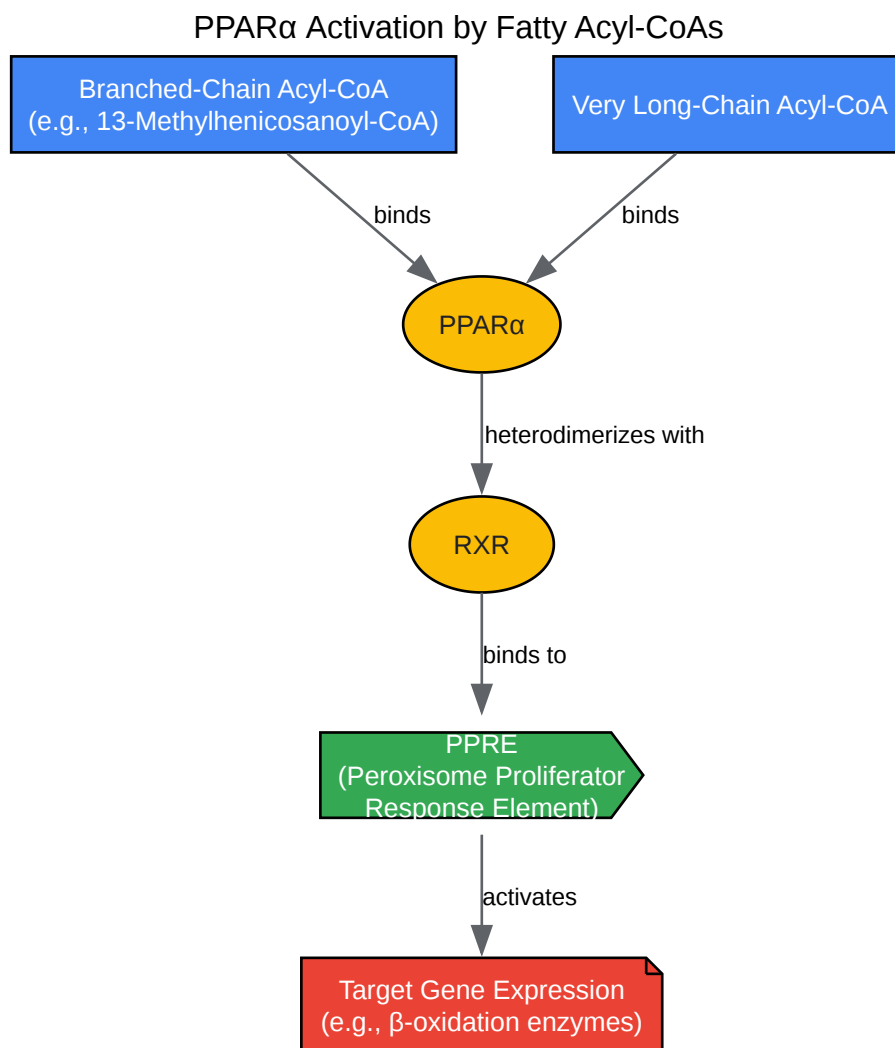 PPARα Activation by Fatty Acyl-CoAs
Branched-Chain Acyl-CoA
(e.g., 13-Methylhenicosanoyl-CoA)
Very Long-Chain Acyl-CoA
binds
binds
PPARα
heterodimerizes with
RXR
binds to
PPRE
(Peroxisome Proliferator
Response Element)
activates
Target Gene Expression
(e.g., β-oxidation enzymes)